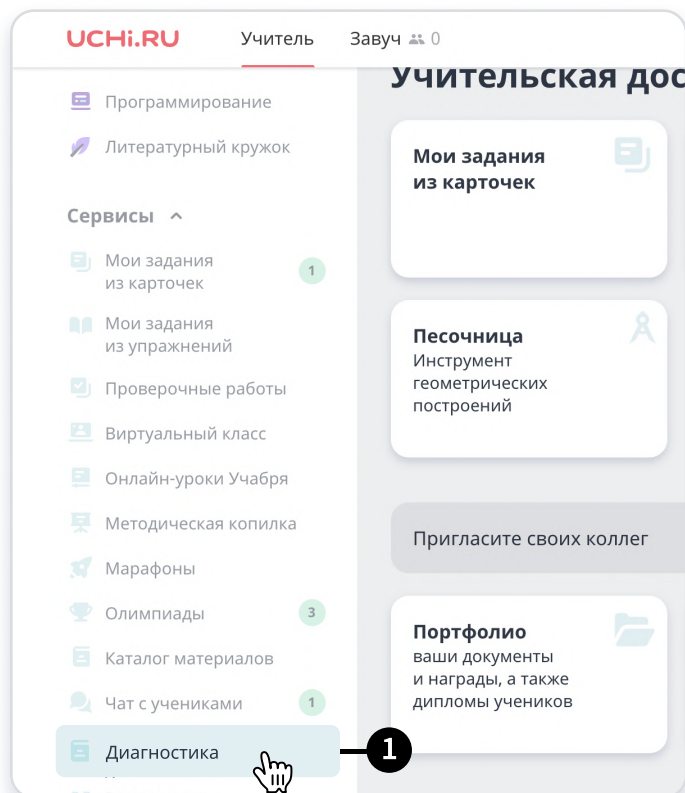 UCHi.RU
Учитель
Завуч 0
Программирование
Литературный кружок
Сервисы
Мои задания
из карточек
1
Мои задания
из упражнений
Проверочные работы
Виртуальный класс
Онлайн-уроки Учабря
Методическая копилка
Марафоны
Олимпиады
3
Каталог материалов
Чат с учениками
1
Диагностика
1
Учительская дос
Мои задания
из карточек
Песочница
Инструмент
геометрических
построений
Пригласите своих коллег
Портфолио
ваши документы
и награды, а также
дипломы учеников